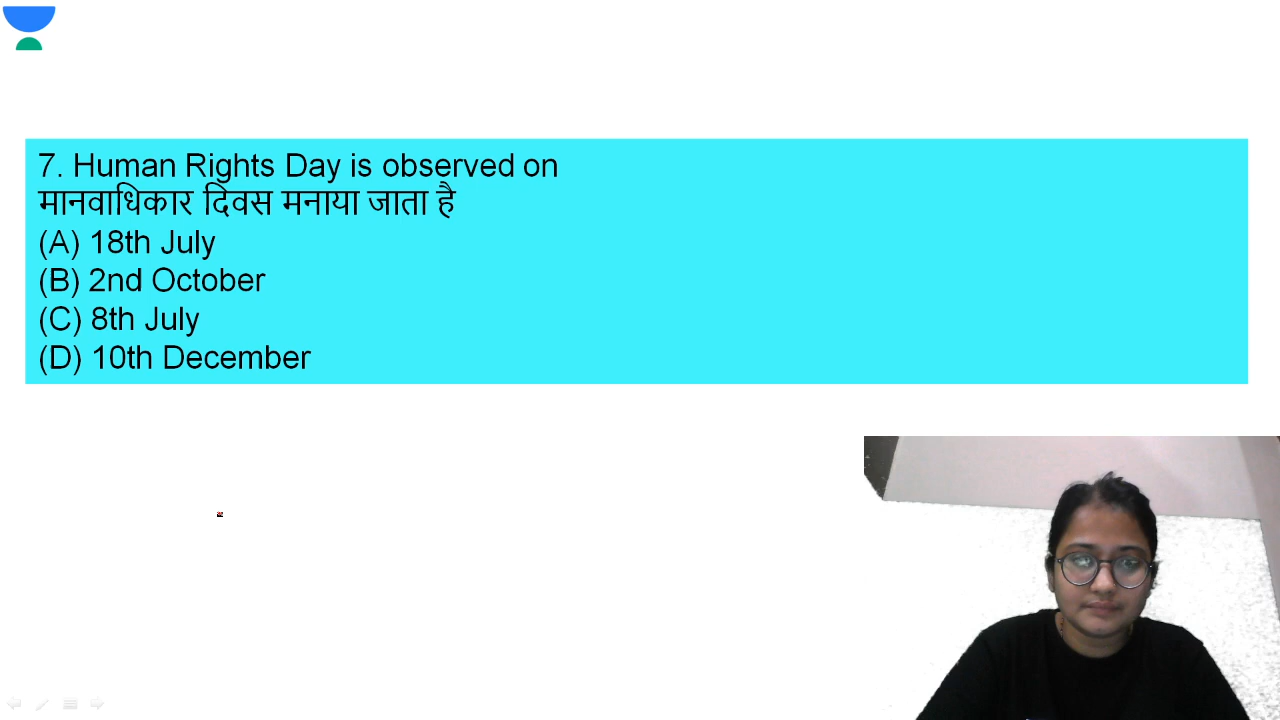 7. Human Rights Day is observed on
मानवाधिकार दिवस मनाया जाता है
(A) 18th July
(B) 2nd October
(C) 8th July
(D) 10th December